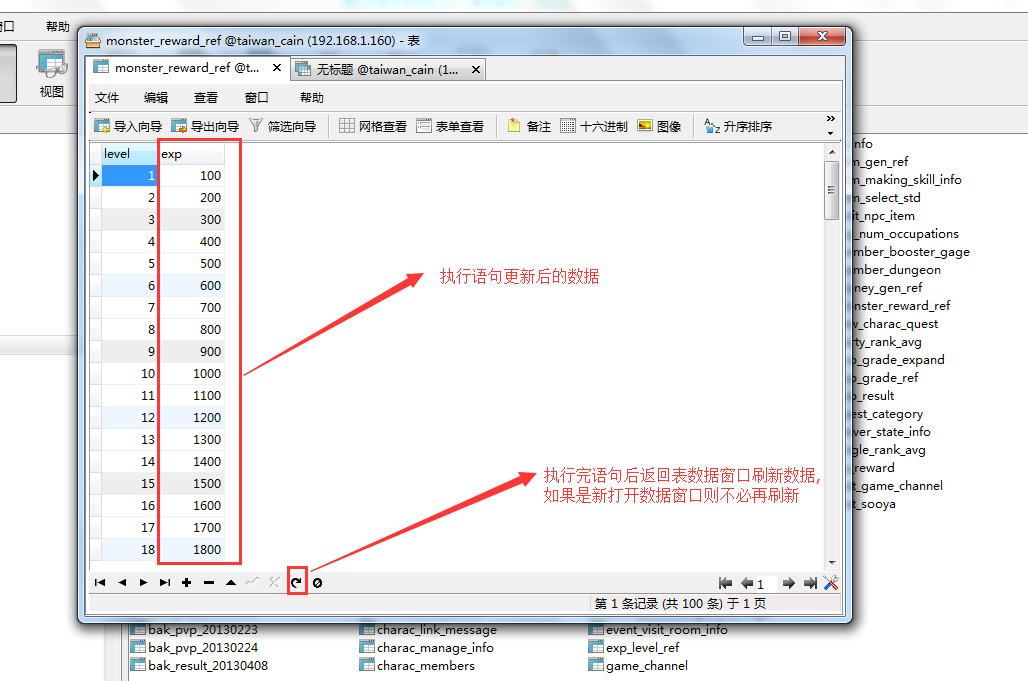 帮助
视图
monster_reward_ref @taiwan_cain (192.168.1.160) - 表
monster_reward_ref @t...
无标题 @taiwan_cain (1...
文件 编辑 查看 窗口 帮助
导入向导 导出向导 筛选向导 网格查看 表单查看 备注 十六进制 图像 升序排序
level exp
1 100
2 200
3 300
4 400
5 500
6 600
7 700
8 800
9 900
10 1000
11 1100
12 1200
13 1300
14 1400
15 1500
16 1600
17 1700
18 1800
执行语句更新后的数据
执行完语句后返回表数据窗口刷新数据,
如果是新打开数据窗口则不必再刷新
1
第 1 条记录 (共 100 条) 于 1 页
nfo
m_gen_ref
m_making_skill_info
m_select_std
it_npc_item
_num_occupations
mber_booster_gage
mber_dungeon
ney_gen_ref
nster_reward_ref
w_charac_quest
rty_rank_avg
p_grade_expand
p_grade_ref
p_result
est_category
ver_state_info
gle_rank_avg
_reward
t_game_channel
t_sooya
bak_pvp_20130223 charac_link_message event_visit_room_info
bak_pvp_20130224 charac_manage_info exp_level_ref
bak_result_20130408 charac_members game_channel